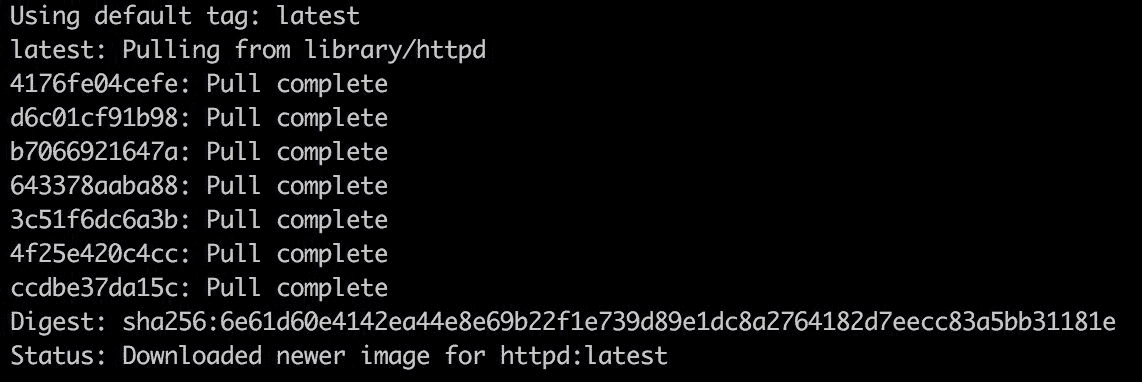 Using default tag: latest
latest: Pulling from library/httpd
4176fe04cefe: Pull complete
d6c01cf91b98: Pull complete
b7066921647a: Pull complete
643378aaba88: Pull complete
3c51f6dc6a3b: Pull complete
4f25e420c4cc: Pull complete
ccdbe37da15c: Pull complete
Digest: sha256:6e61d60e4142ea44e8e69b22f1e739d89e1dc8a2764182d7eecc83a5bb31181e
Status: Downloaded newer image for httpd:latest